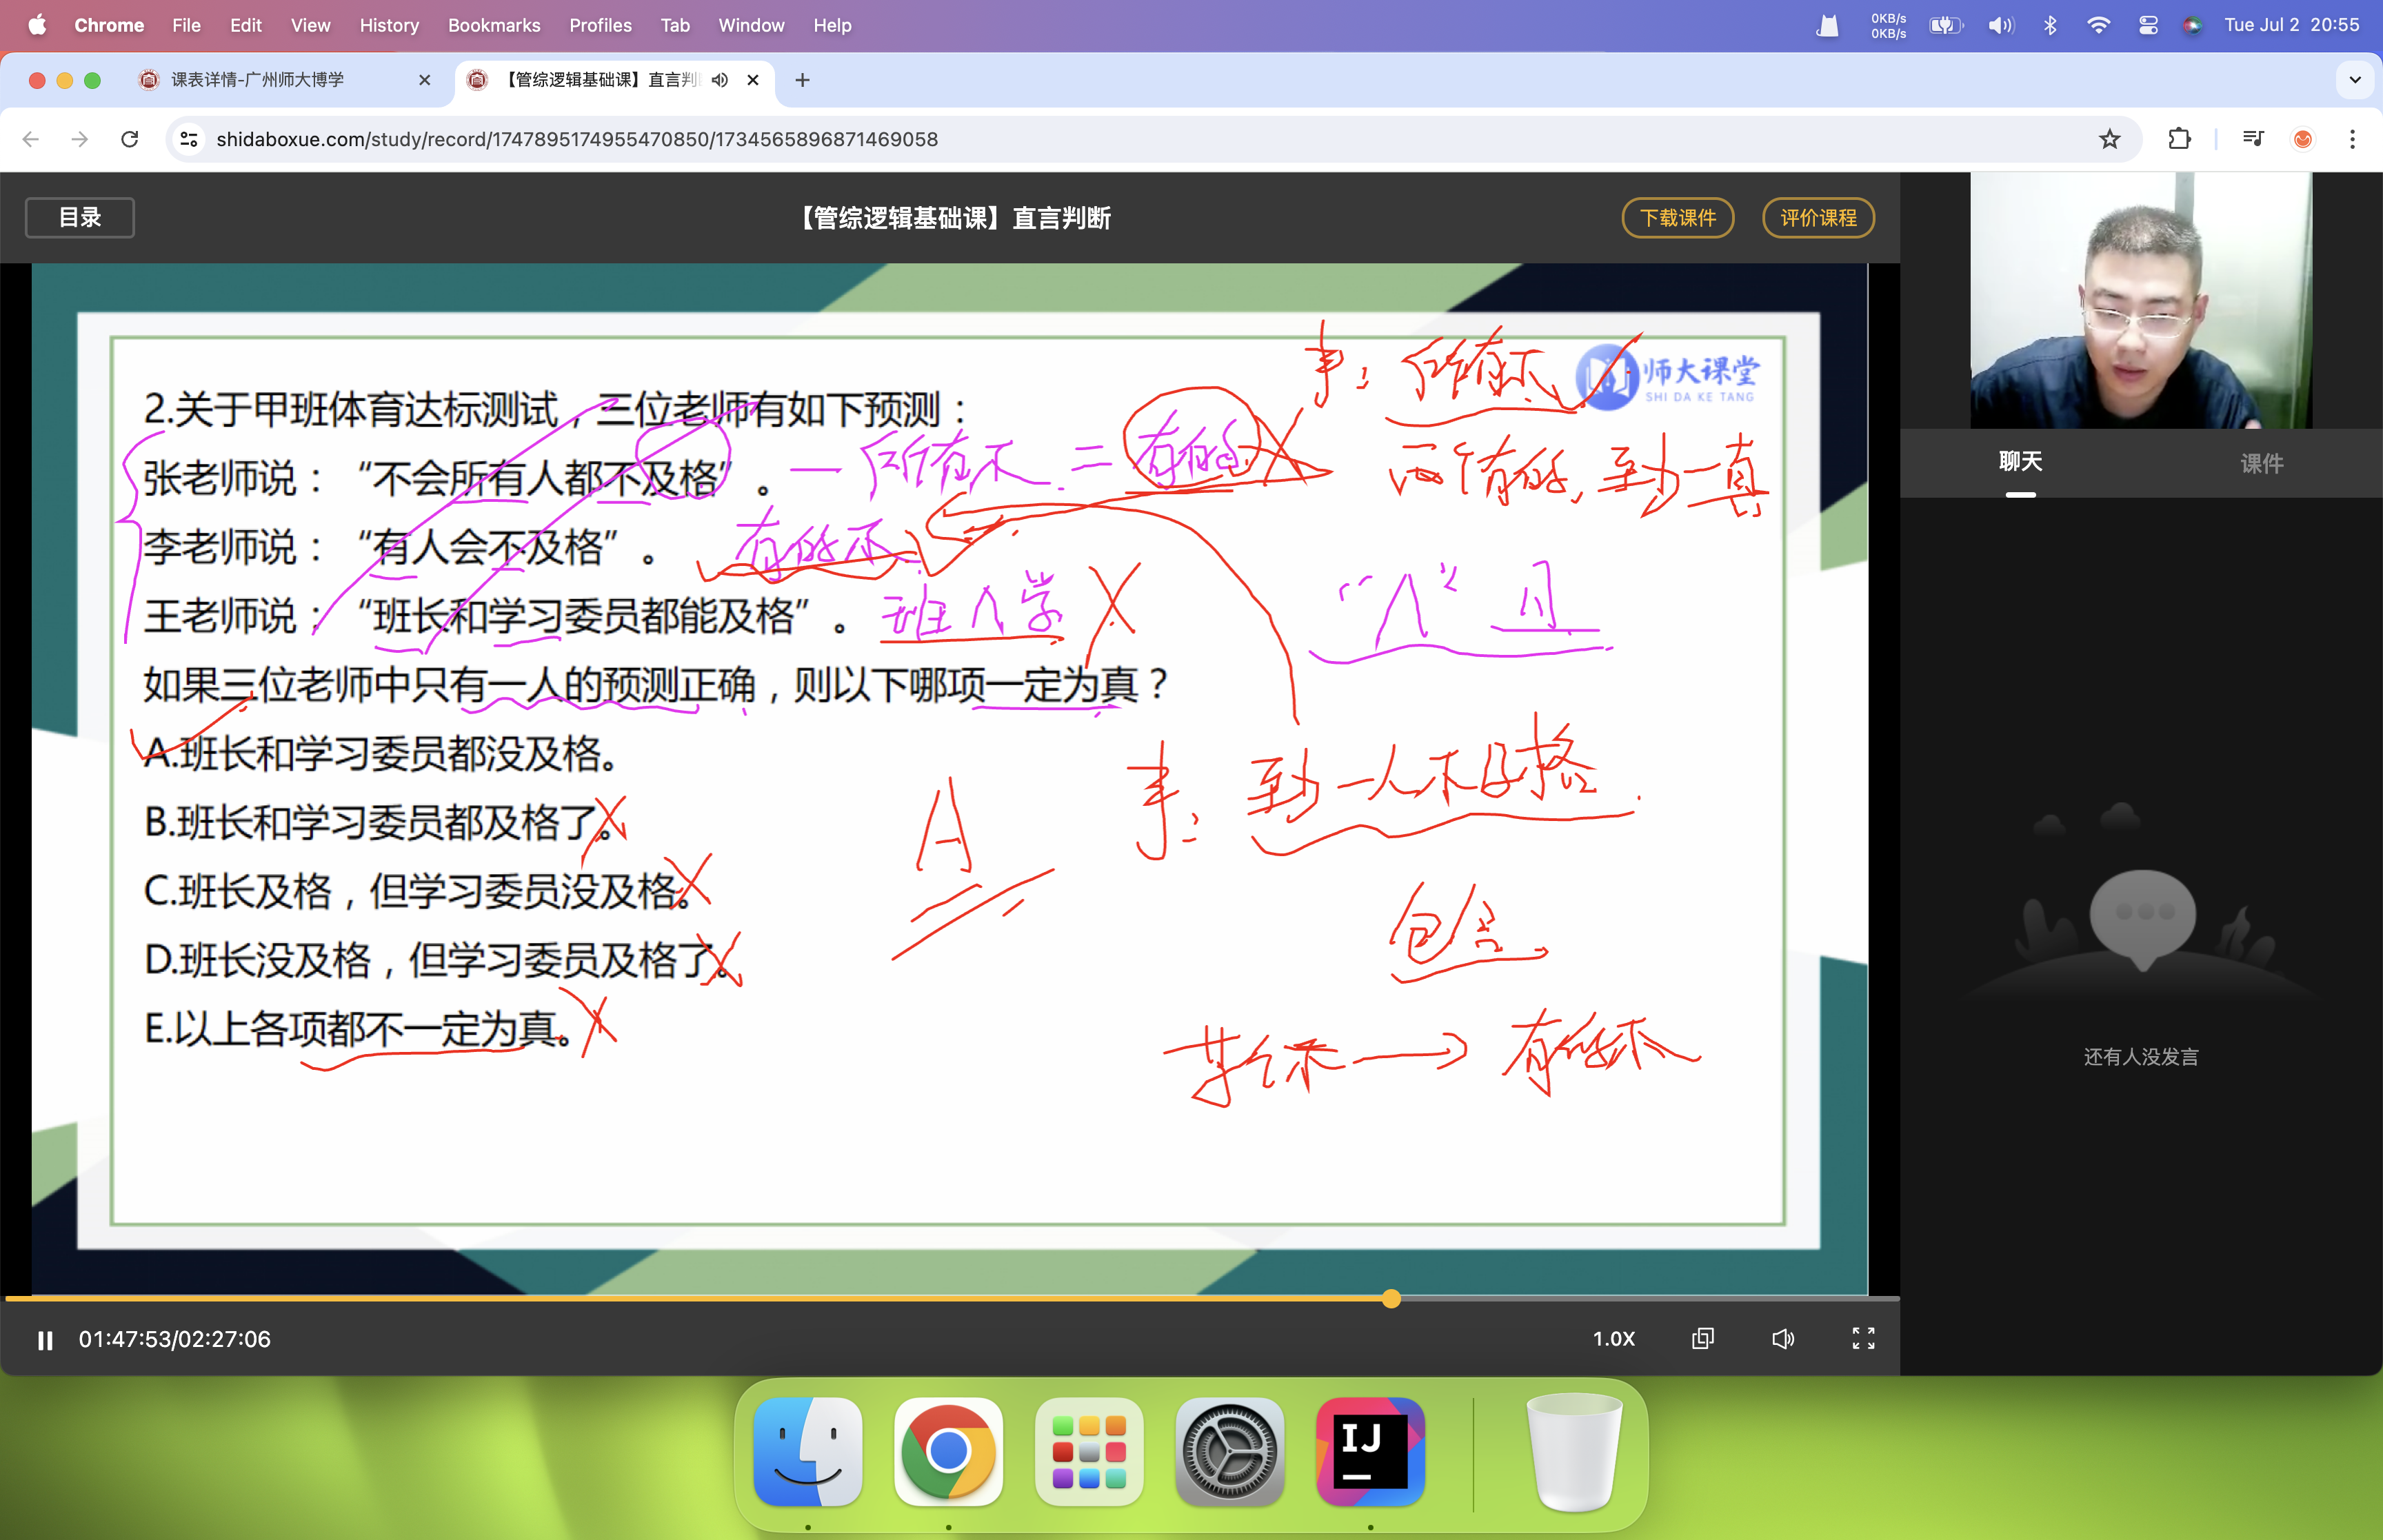 Chrome File Edit View History Bookmarks Profiles Tab Window Help 0KB/s 0KB/s Tue Jul 2 20:55
课表详情-广州师大博学 【管综逻辑基础课】直言判
shidaboxue.com/study/record/1747895174955470850/1734565896871469058
目录 【管综逻辑基础课】直言判断 下载课件 评价课程
师大课堂
SHI DA KE TANG
聊天 课件
2.关于甲班体育达标测试，三位老师有如下预测：
张老师说：“不会所有人都不及格”。 一所有不 = 有的
李老师说：“有人会不及格”。 有的不
王老师说：“班长和学习委员都能及格”。 班∧学
如果三位老师中只有一人的预测正确，则以下哪项一定为真？
A.班长和学习委员都没及格。
B.班长和学习委员都及格了。
C.班长及格，但学习委员没及格。
D.班长没及格，但学习委员及格了。
E.以上各项都不一定为真。
所有不
两个有的,至少一真
“∧” 且
A
至少一人不及格
包含
某个不→有的不
还有人没发言
01:47:53/02:27:06 1.0X
IJ